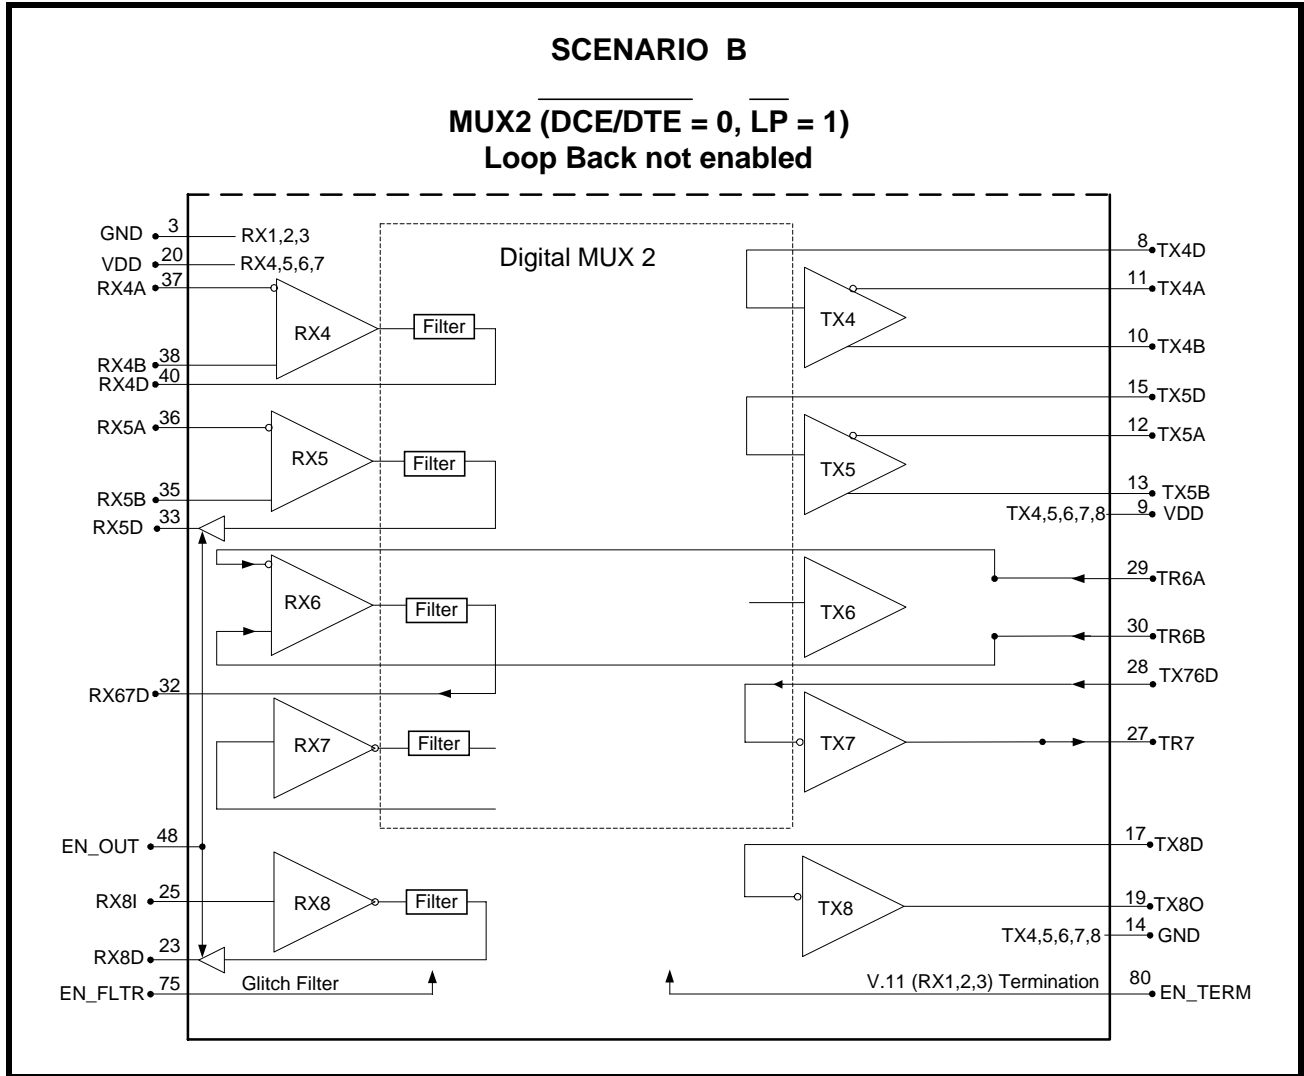 SCENARIO B
MUX2 (DCE/DTE = 0, LP = 1)
Loop Back not enabled
Digital MUX 2
GND 3 RX1,2,3
VDD 20 RX4,5,6,7
RX4A 37
RX4 Filter
RX4B 38
RX4D 40
RX5A 36
RX5 Filter
RX5B 35
RX5D 33
RX6 Filter
RX67D 32
RX7 Filter
EN_OUT 48
RX8I 25
RX8 Filter
RX8D 23
EN_FLTR 75 Glitch Filter
8 TX4D
11 TX4A
TX4
10 TX4B
15 TX5D
12 TX5A
TX5
13 TX5B
TX4,5,6,7,8 9 VDD
29 TR6A
TX6
30 TR6B
28 TX76D
TX7
27 TR7
17 TX8D
TX8
19 TX8O
TX4,5,6,7,8 14 GND
V.11 (RX1,2,3) Termination 80 EN_TERM